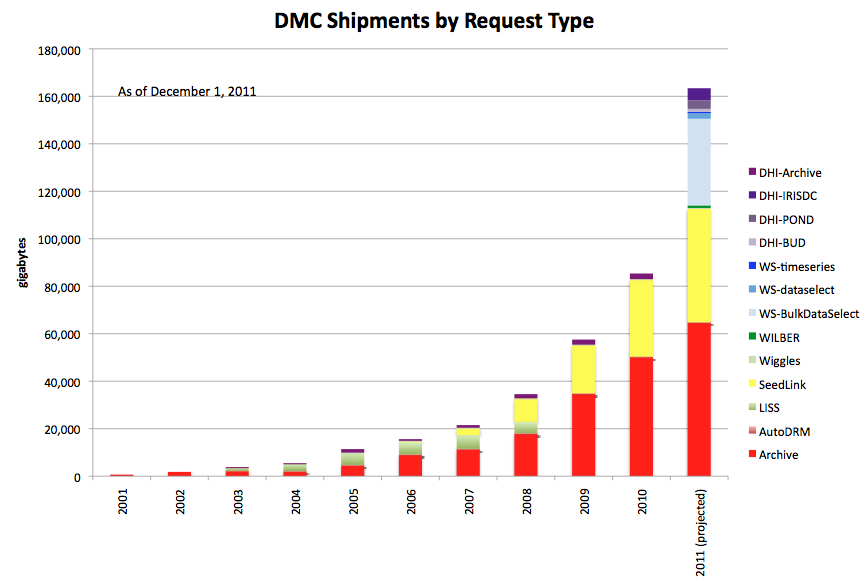 DMC Shipments by Request Type
As of December 1, 2011
gigabytes
180,000
160,000
140,000
120,000
100,000
80,000
60,000
40,000
20,000
0
2001
2002
2003
2004
2005
2006
2007
2008
2009
2010
2011 (projected)
DHI-Archive
DHI-IRISDC
DHI-POND
DHI-BUD
WS-timeseries
WS-dataselect
WS-BulkDataSelect
WILBER
Wiggles
SeedLink
LISS
AutoDRM
Archive